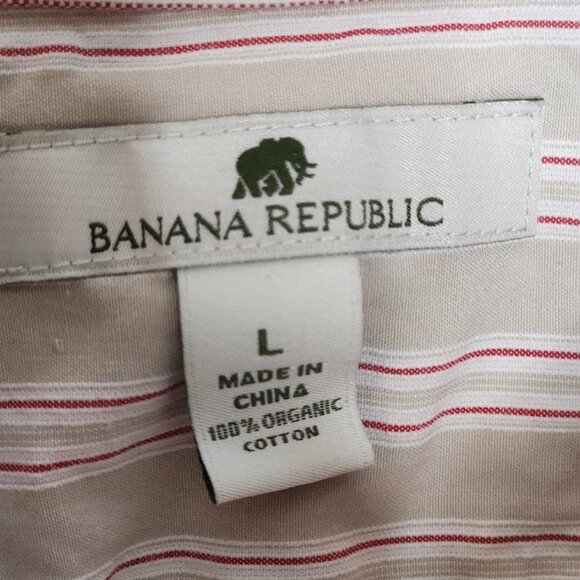 BANANA REPUBLIC
L
MADE IN
CHINA
100% ORGANIC
COTTON